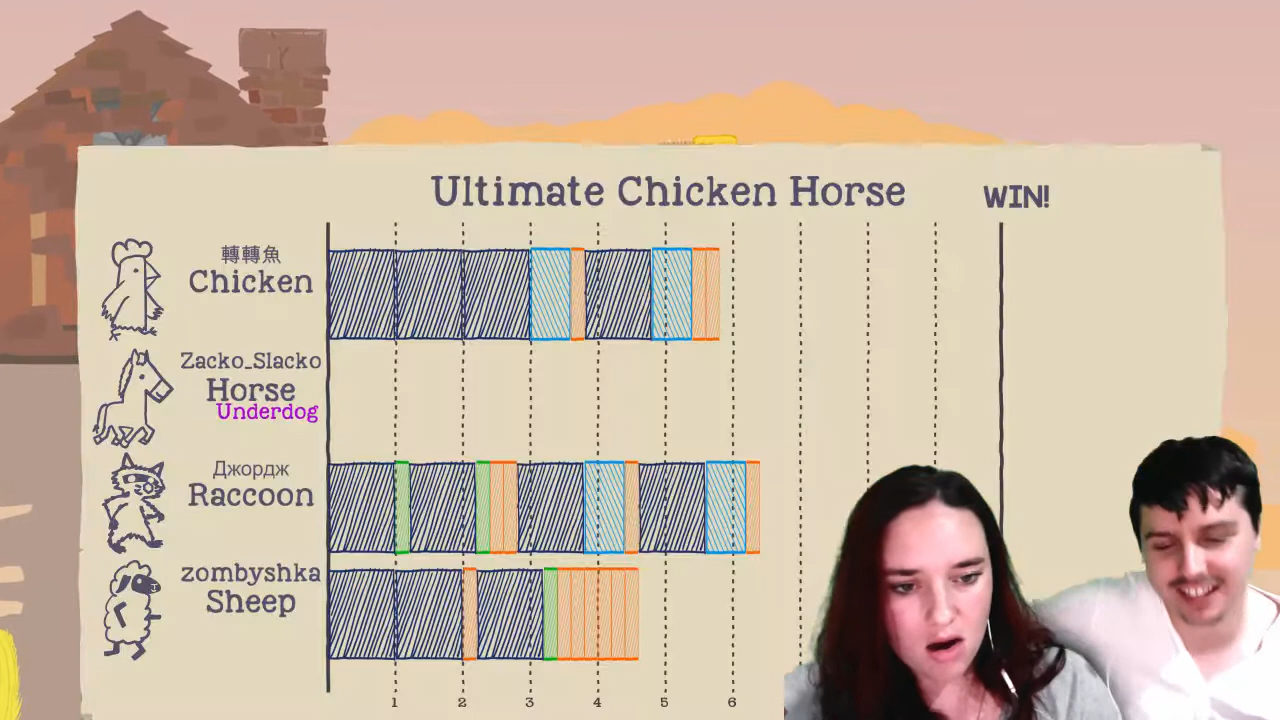 Ultimate Chicken Horse
WIN!
轉轉魚
Chicken
Zacko_Slacko
Horse
Underdog
Джордж
Raccoon
zombyshka
Sheep
1 2 3 4 5 6